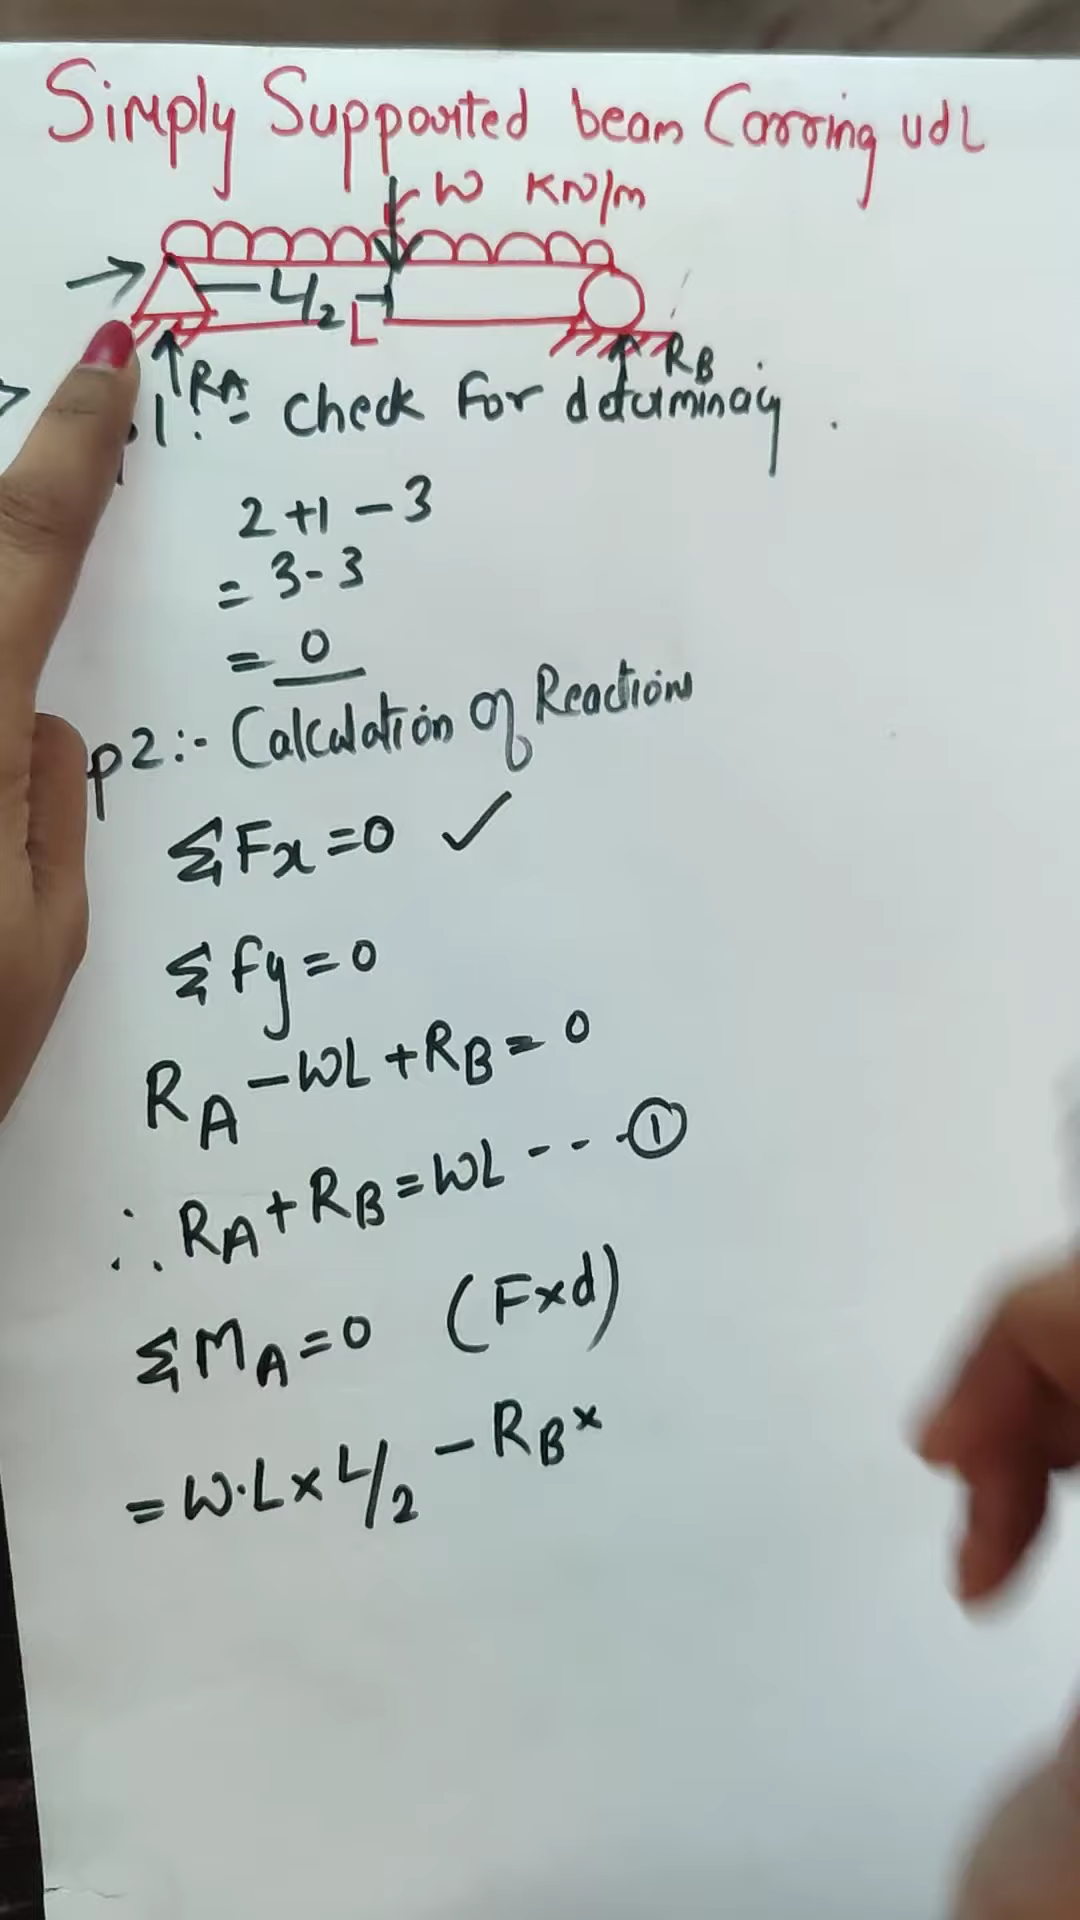 Simply Supported beam Carring UdL
W KN/m
L/2
L
RA
RB
1:- Check For determinacy.
2+1-3
= 3-3
= 0
p2:- Calculation of Reaction
ΣFx=0 ✓
ΣFy=0
RA-WL+RB=0
∴ RA+RB=WL---①
ΣMA=0 (F×d)
= W·L×L/2 - RB×